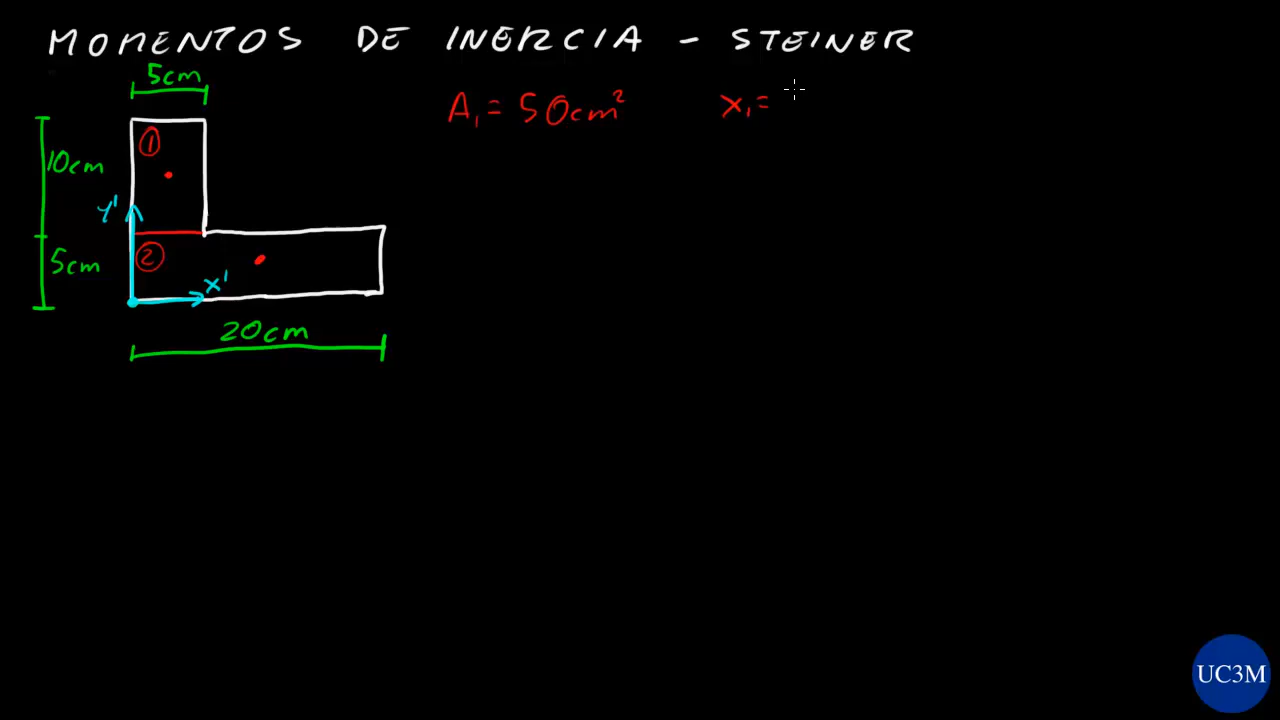 MOMENTOS DE INERCIA - STEINER
5cm
A₁ = 50cm²
x₁ =
①
10cm
Y'
②
5cm
X'
20cm
UC3M